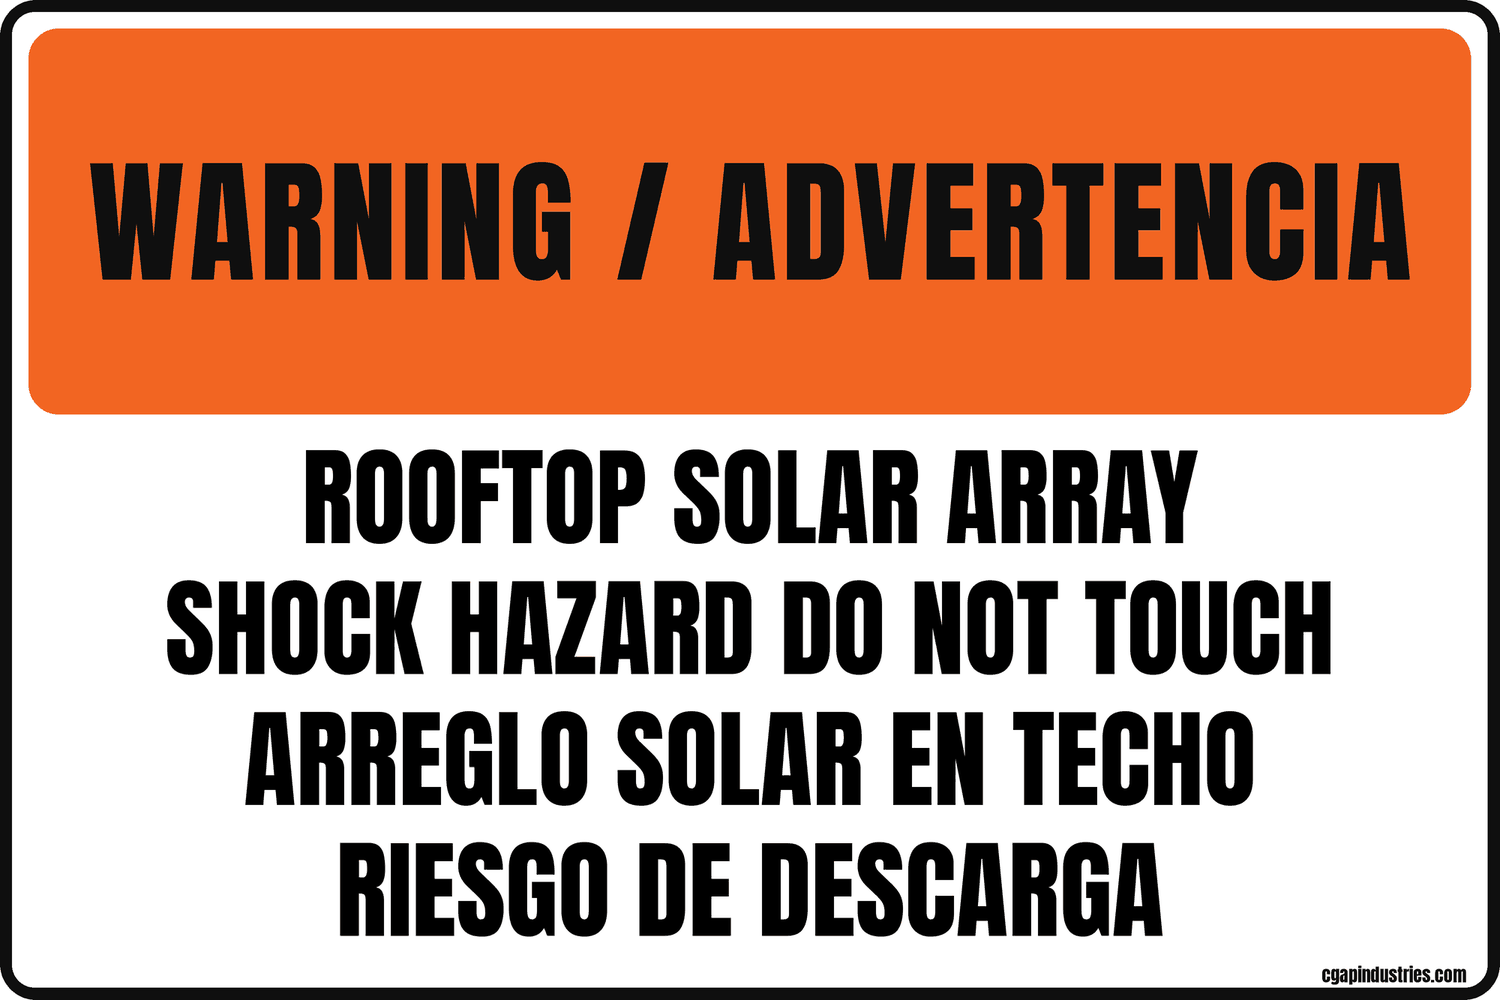 WARNING / ADVERTENCIA
ROOFTOP SOLAR ARRAY
SHOCK HAZARD DO NOT TOUCH
ARREGLO SOLAR EN TECHO
RIESGO DE DESCARGA
cgapindustries.com